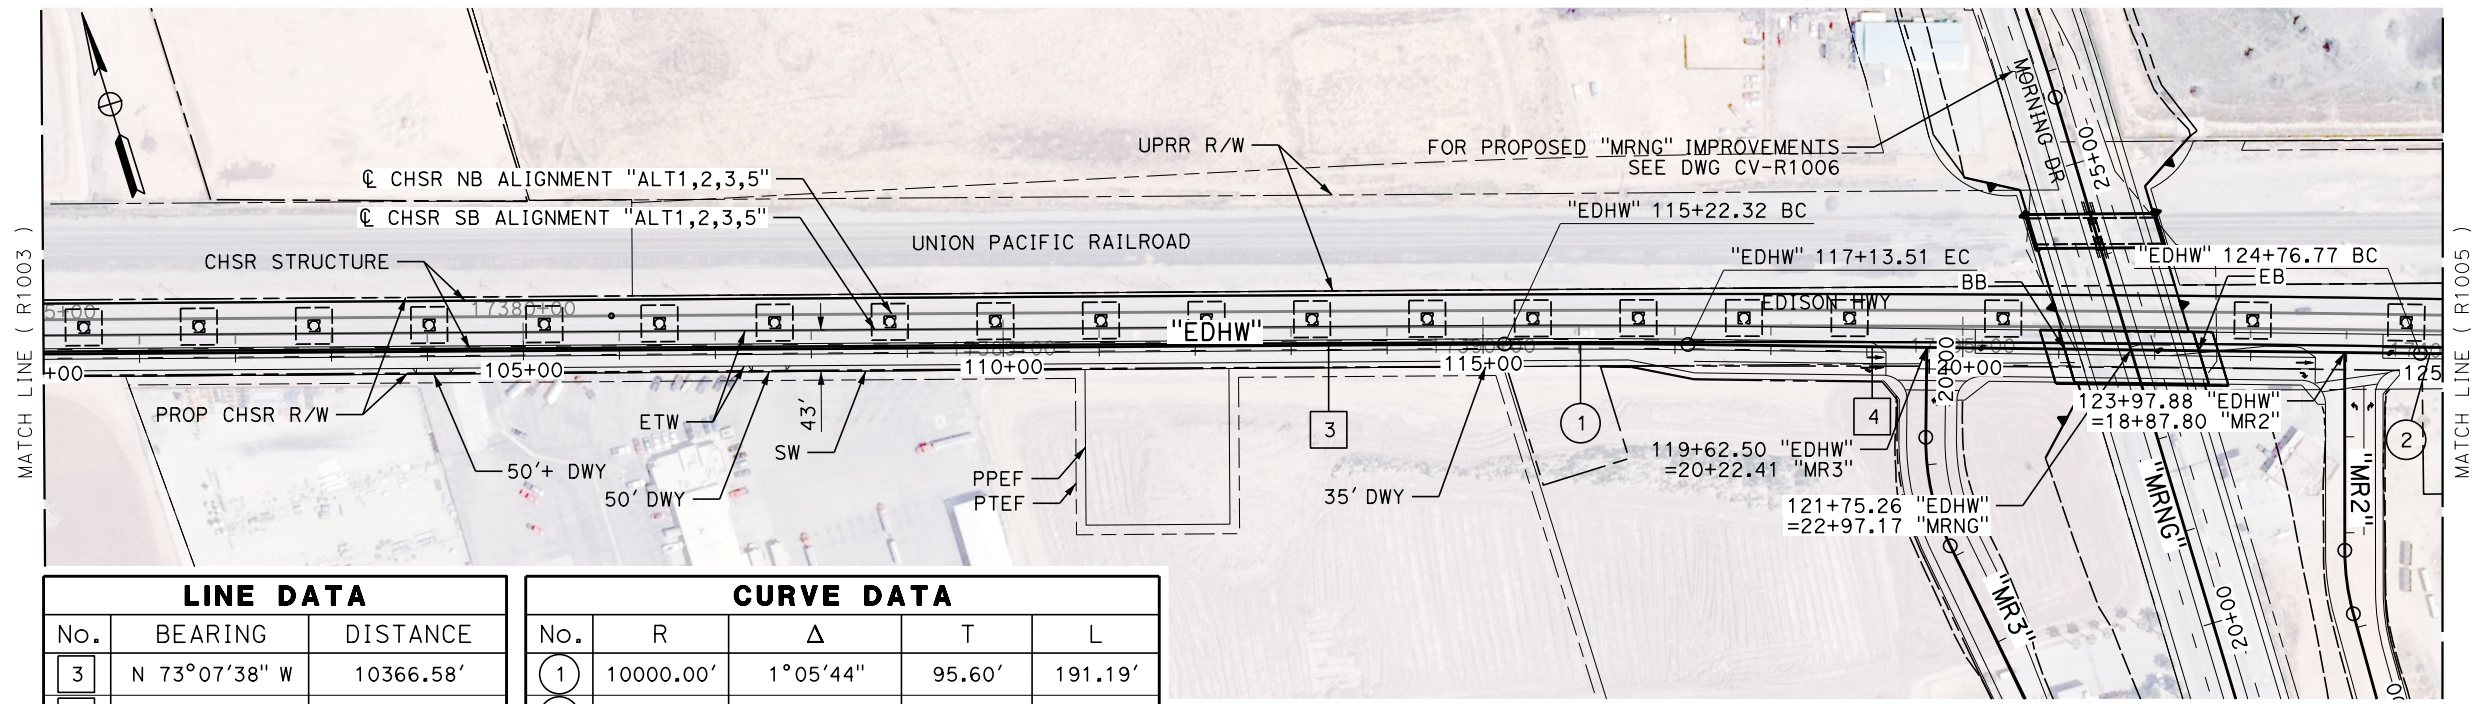 MATCH LINE ( R1003 )
UPRR R/W
FOR PROPOSED "MRNG" IMPROVEMENTS
SEE DWG CV-R1006
MORNING DR
25+00
℄ CHSR NB ALIGNMENT "ALT1,2,3,5"
℄ CHSR SB ALIGNMENT "ALT1,2,3,5"
"EDHW" 115+22.32 BC
UNION PACIFIC RAILROAD
CHSR STRUCTURE
"EDHW" 117+13.51 EC
"EDHW" 124+76.77 BC
BB
EB
5+00
17380+00
"EDHW"
EDISON HWY
+00
105+00
110+00
115+00
120+00
125
20+00
PROP CHSR R/W
ETW
43'
SW
3
1
4
2
123+97.88 "EDHW"
=18+87.80 "MR2"
119+62.50 "EDHW"
=20+22.41 "MR3"
50'+ DWY
50' DWY
PPEF
PTEF
35' DWY
121+75.26 "EDHW"
=22+97.17 "MRNG"
"MRNG"
"MR2"
"MR3"
20+00
MATCH LINE ( R1005 )
LINE DATA
No. BEARING DISTANCE
3 N 73°07'38" W 10366.58'
CURVE DATA
No. R Δ T L
1 10000.00' 1°05'44" 95.60' 191.19'